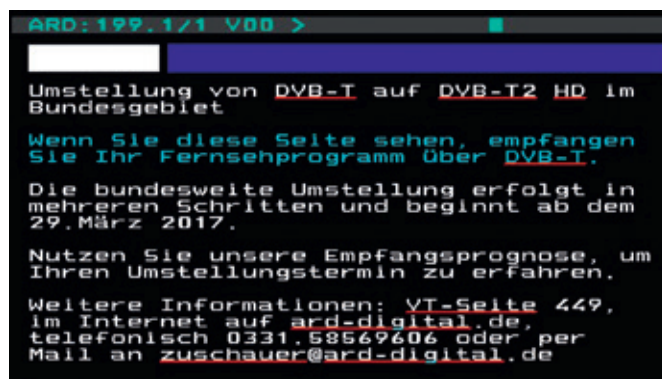 ARD:199.1/1 V00 >
Umstellung von DVB-T auf DVB-T2 HD im
Bundesgebiet
Wenn Sie diese Seite sehen, empfangen
Sie Ihr Fernsehprogramm über DVB-T.
Die bundesweite Umstellung erfolgt in
mehreren Schritten und beginnt ab dem
29.März 2017.
Nutzen Sie unsere Empfangsprognose, um
Ihren Umstellungstermin zu erfahren.
Weitere Informationen: VT-Seite 449,
im Internet auf ard-digital.de,
telefonisch 0331.58569606 oder per
Mail an zuschauer@ard-digital.de